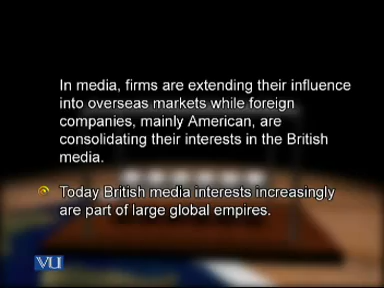 In media, firms are extending their influence
into overseas markets while foreign
companies, mainly American, are
consolidating their interests in the British
media.
Today British media interests increasingly
are part of large global empires.
VU